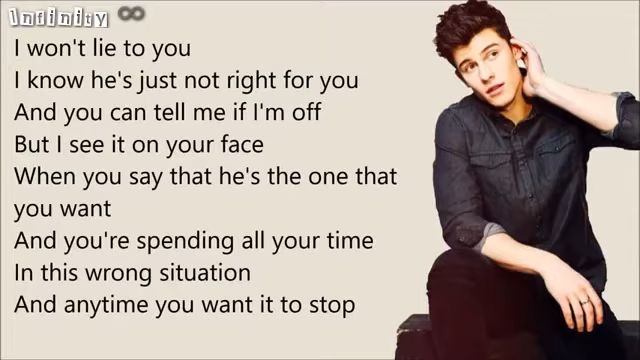 Infinity ∞
I won't lie to you
I know he's just not right for you
And you can tell me if I'm off
But I see it on your face
When you say that he's the one that
you want
And you're spending all your time
In this wrong situation
And anytime you want it to stop